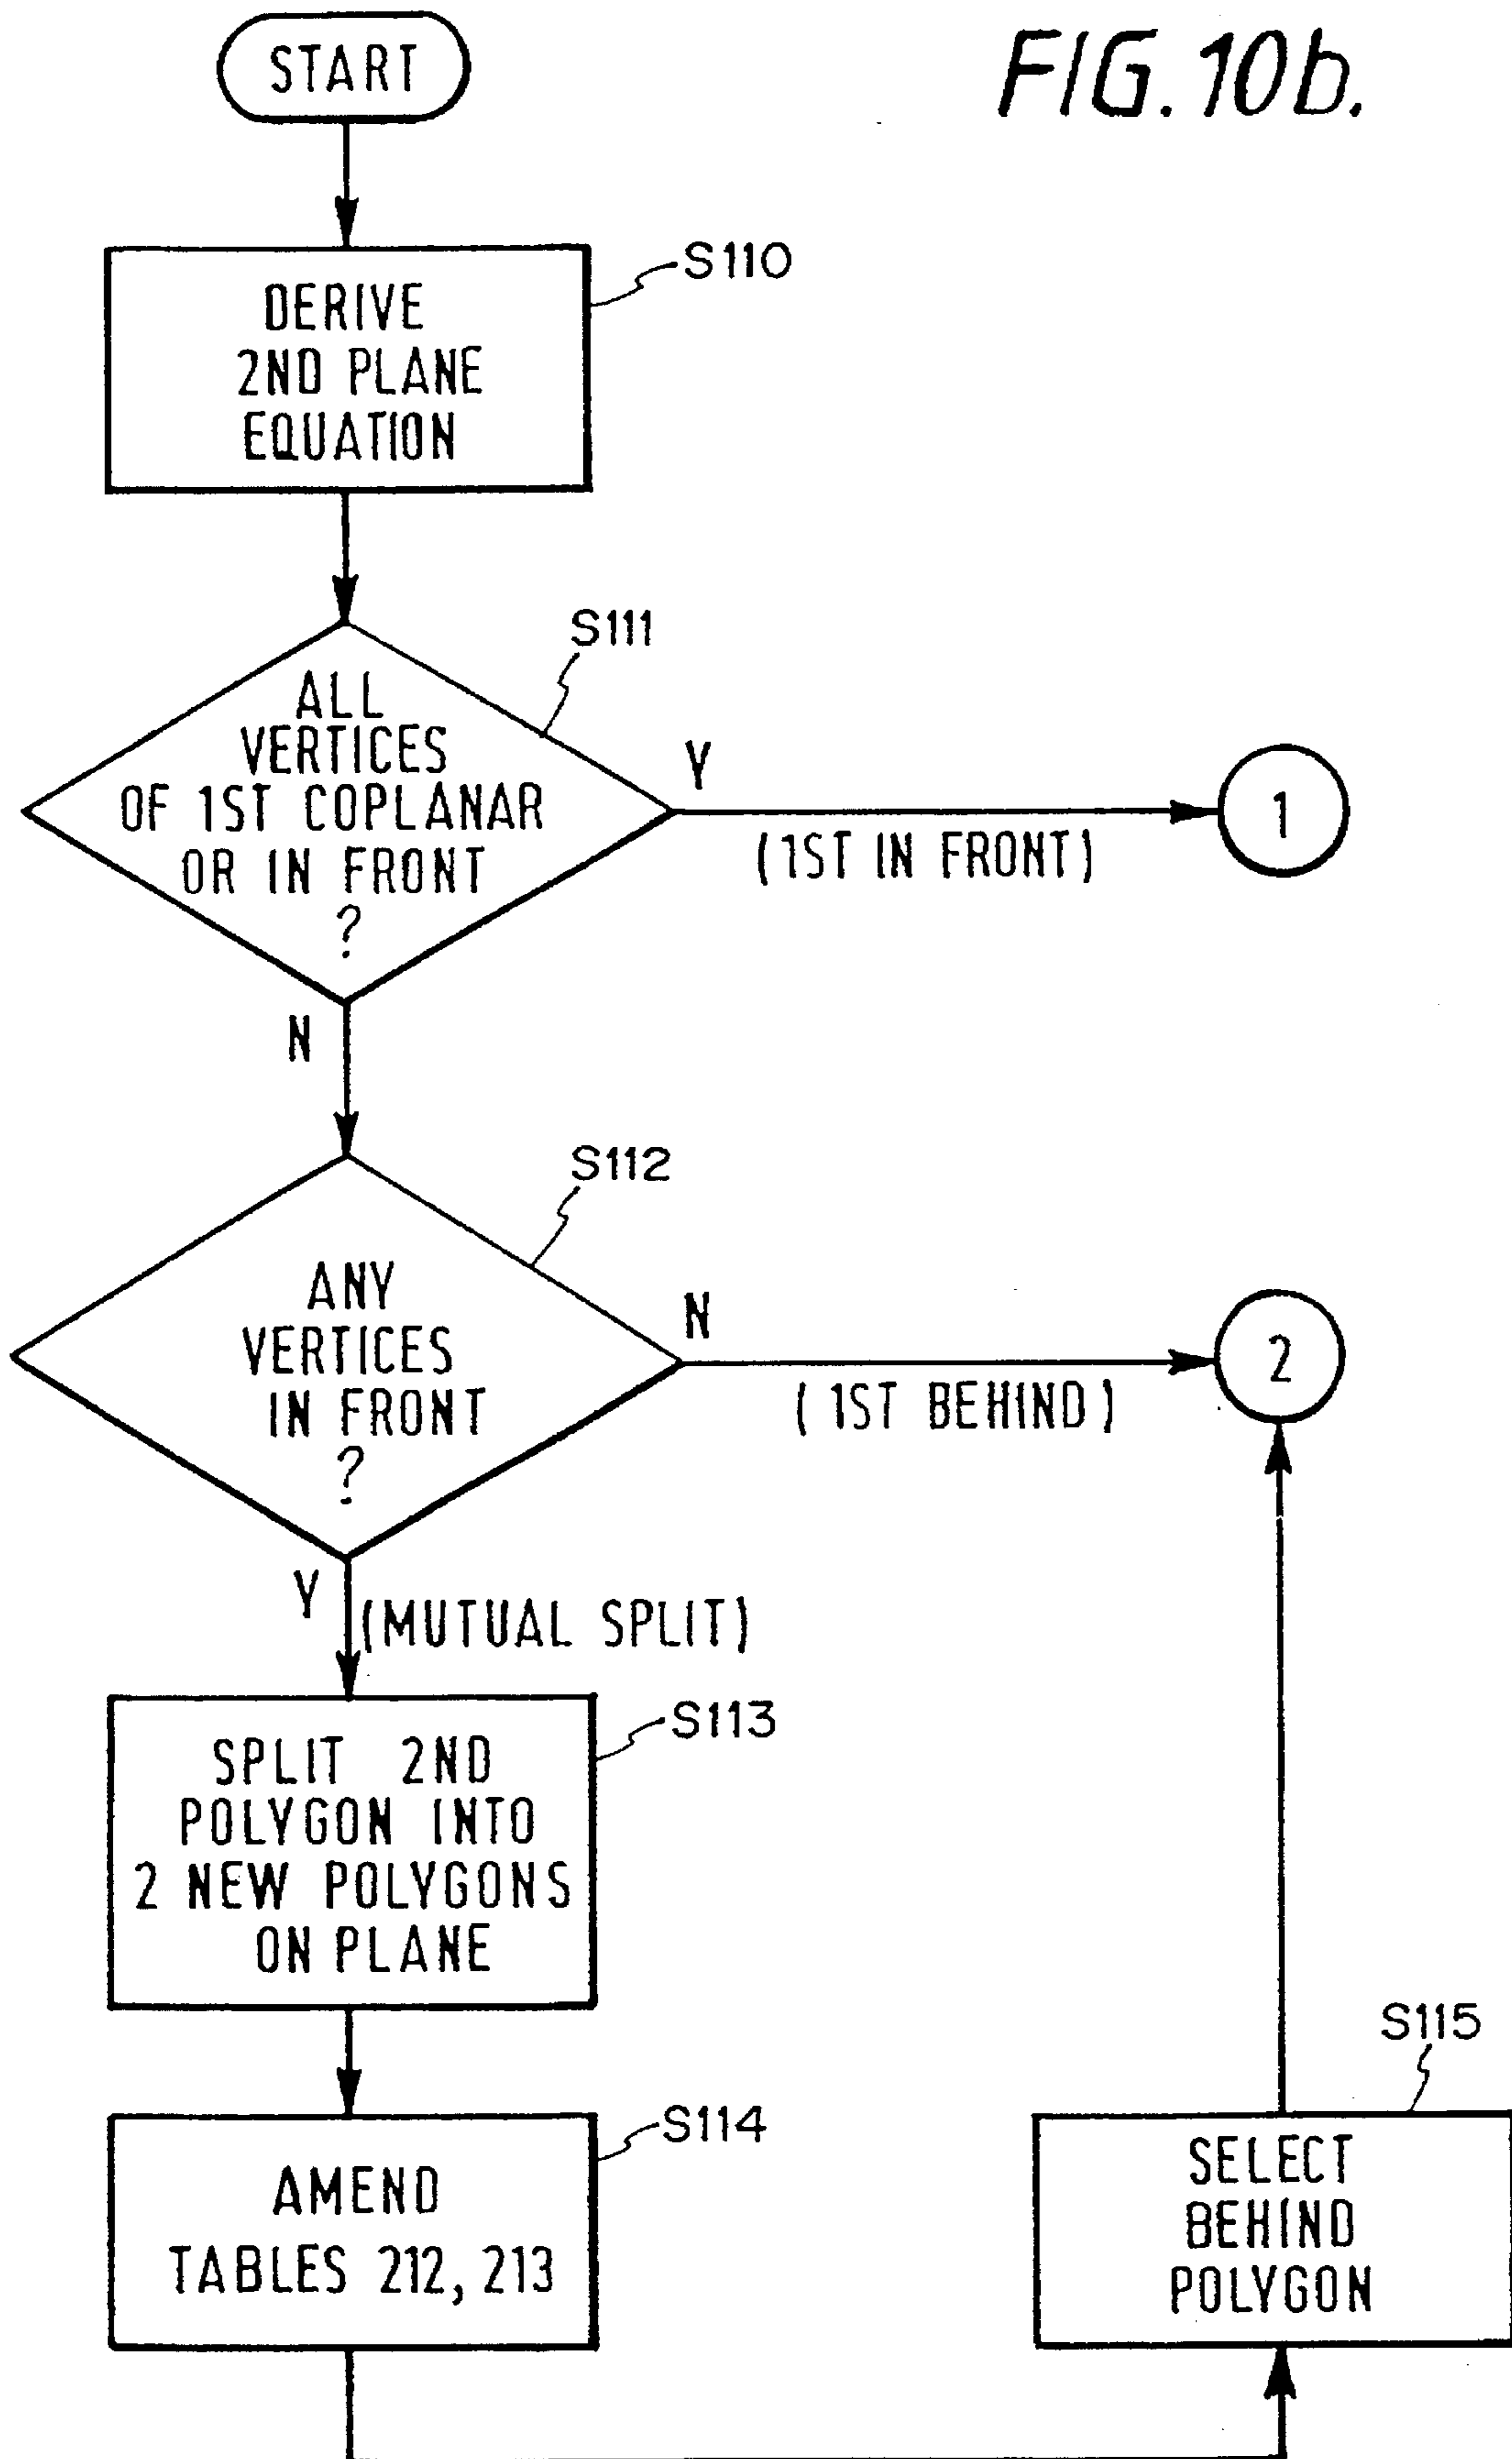 FIG. 10b.
START
S110
DERIVE
2ND PLANE
EQUATION
S111
ALL
VERTICES
OF 1ST COPLANAR
OR IN FRONT
?
Y
(1ST IN FRONT)
1
N
S112
ANY
VERTICES
IN FRONT
?
N
(1ST BEHIND)
2
Y
(MUTUAL SPLIT)
S113
SPLIT 2ND
POLYGON INTO
2 NEW POLYGONS
ON PLANE
S114
AMEND
TABLES 212, 213
S115
SELECT
BEHIND
POLYGON